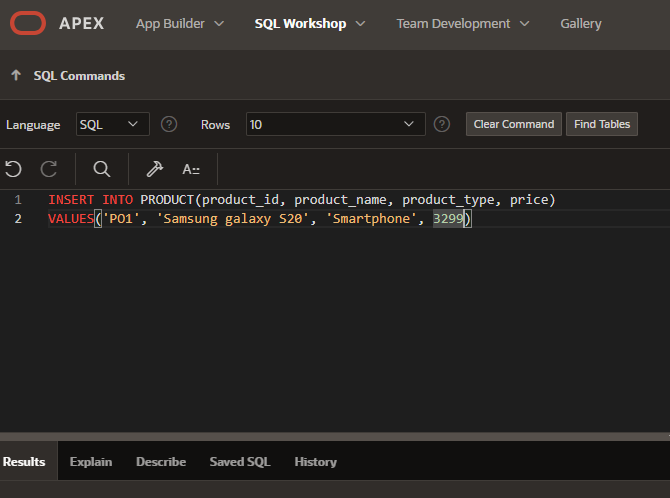 APEX App Builder SQL Workshop Team Development Gallery
SQL Commands
Language SQL ? Rows 10 ? Clear Command Find Tables
A
1 INSERT INTO PRODUCT(product_id, product_name, product_type, price)
2 VALUES('PO1', 'Samsung galaxy S20', 'Smartphone', 3299)
Results Explain Describe Saved SQL History